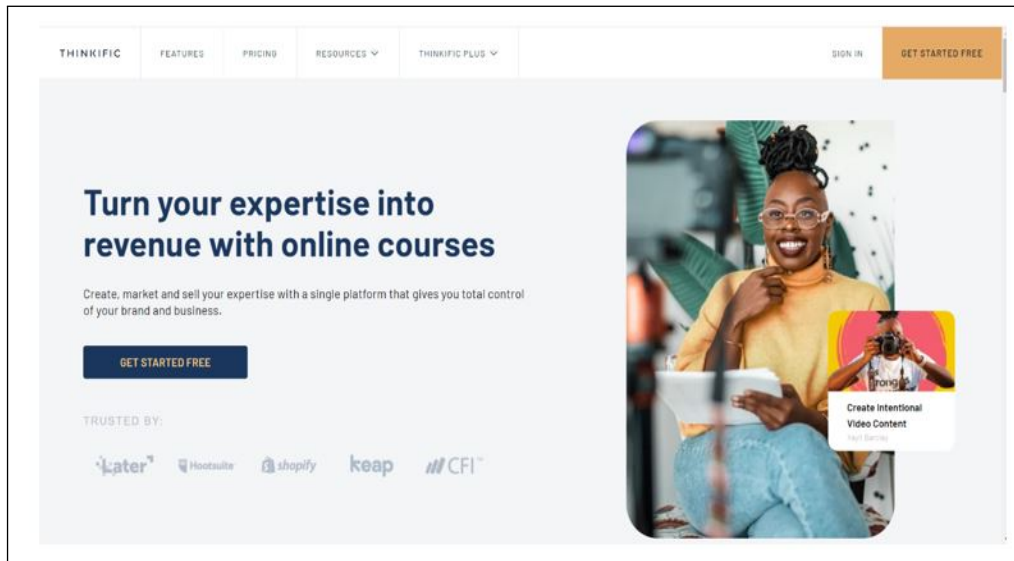 THINKIFIC
FEATURES
PRICING
RESOURCES
THINKIFIC PLUS
SIGN IN
GET STARTED FREE
Turn your expertise into
revenue with online courses
Create, market and sell your expertise with a single platform that gives you total control
of your brand and business.
GET STARTED FREE
TRUSTED BY:
Later
Hootsuite
shopify
keap
CFI™
Create Intentional
Video Content